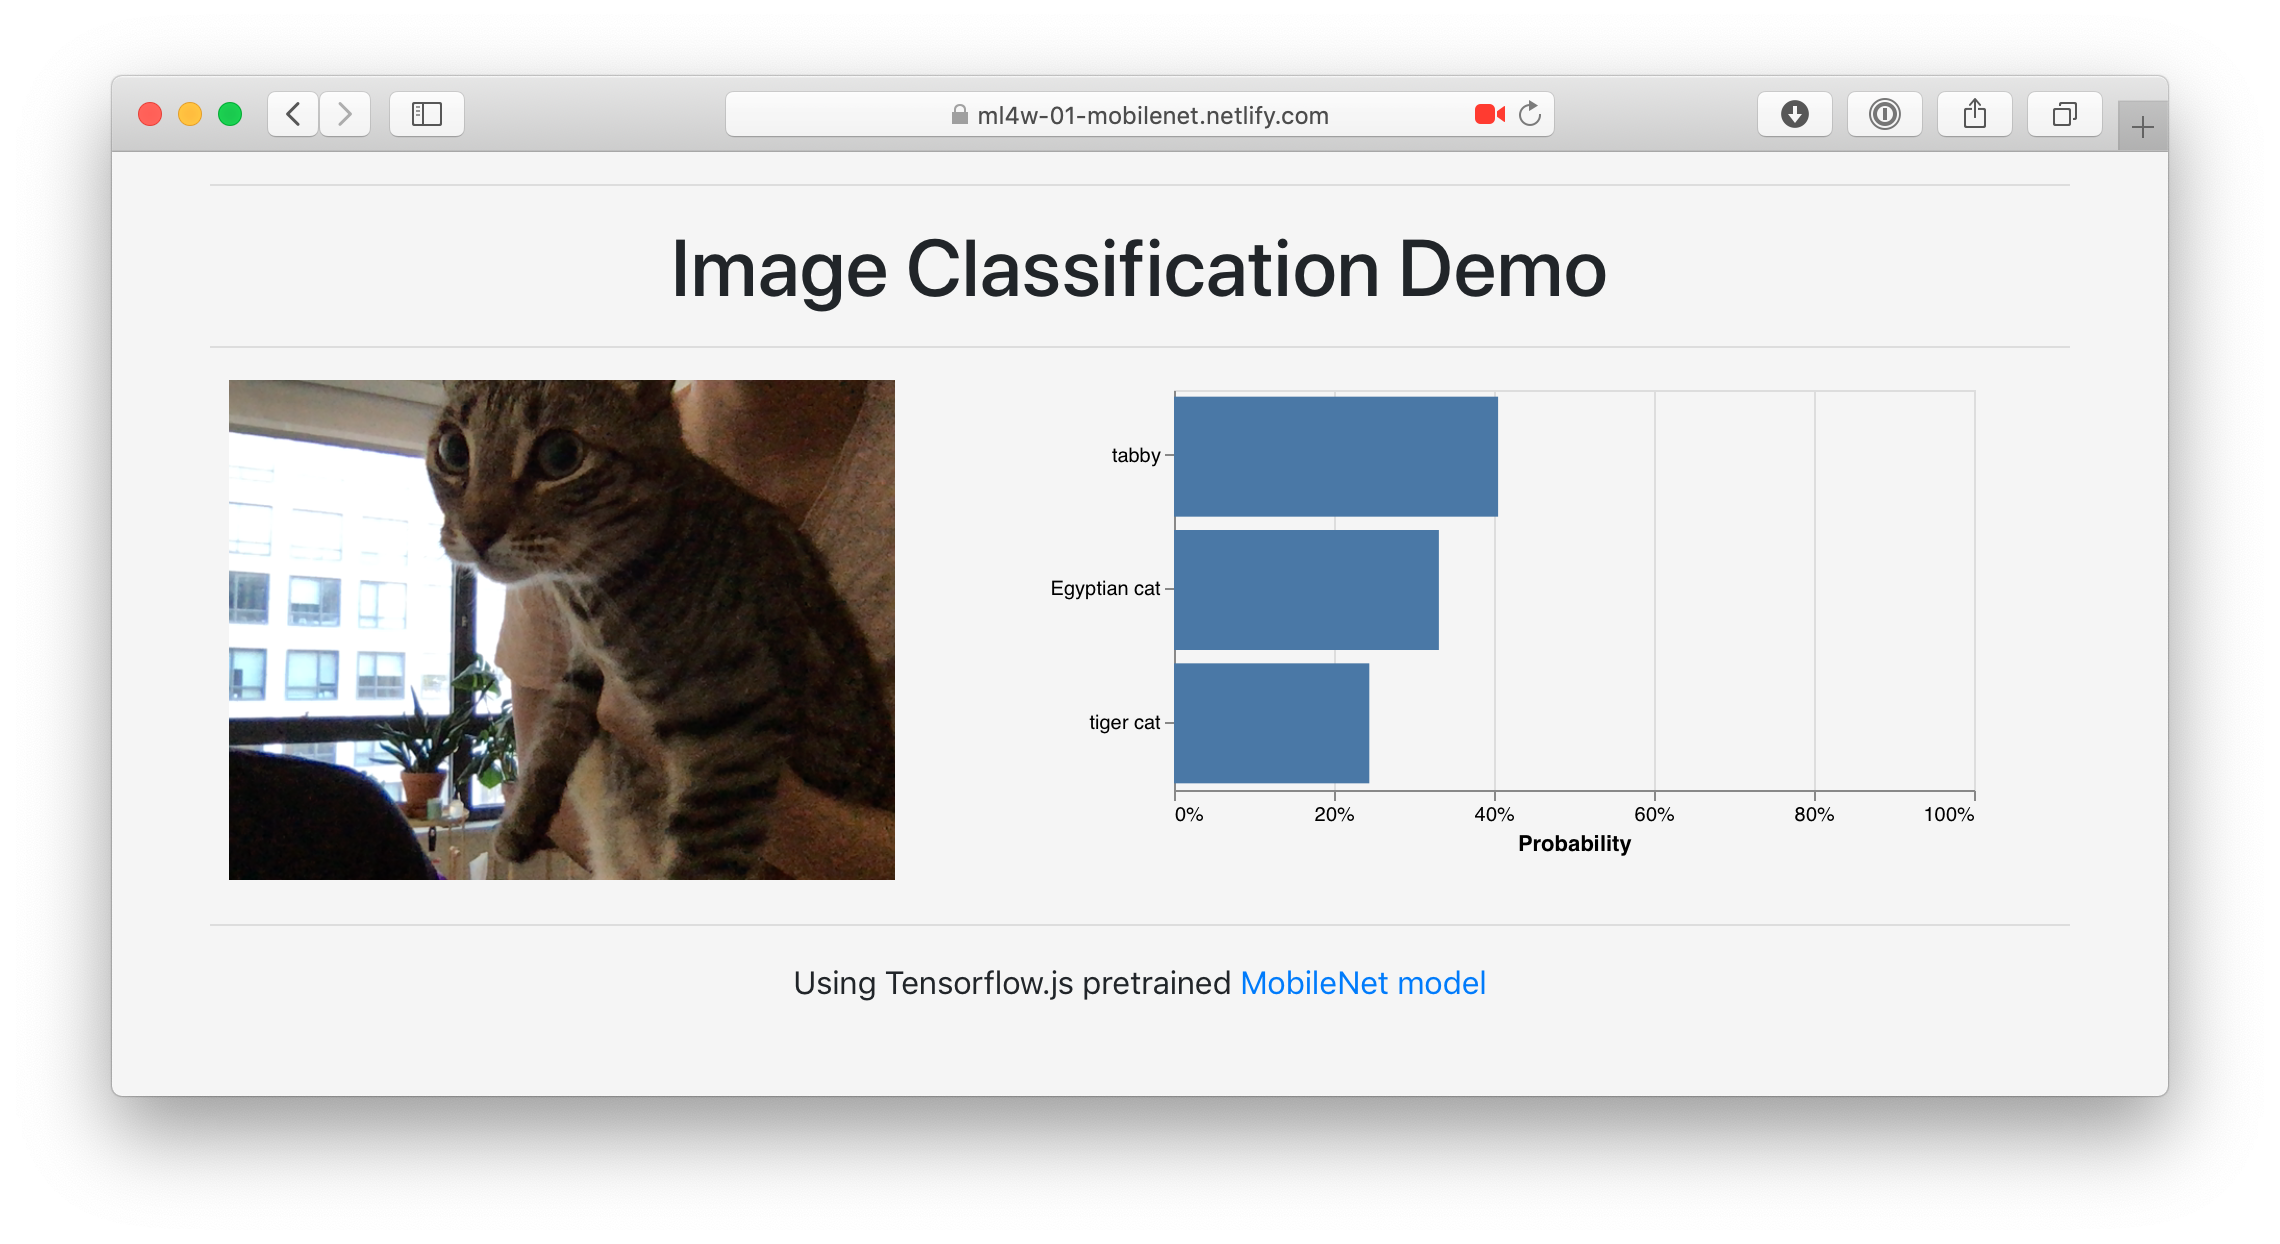 ml4w-01-mobilenet.netlify.com
Image Classification Demo
tabby
Egyptian cat
tiger cat
0% 20% 40% 60% 80% 100%
Probability
Using Tensorflow.js pretrained MobileNet model